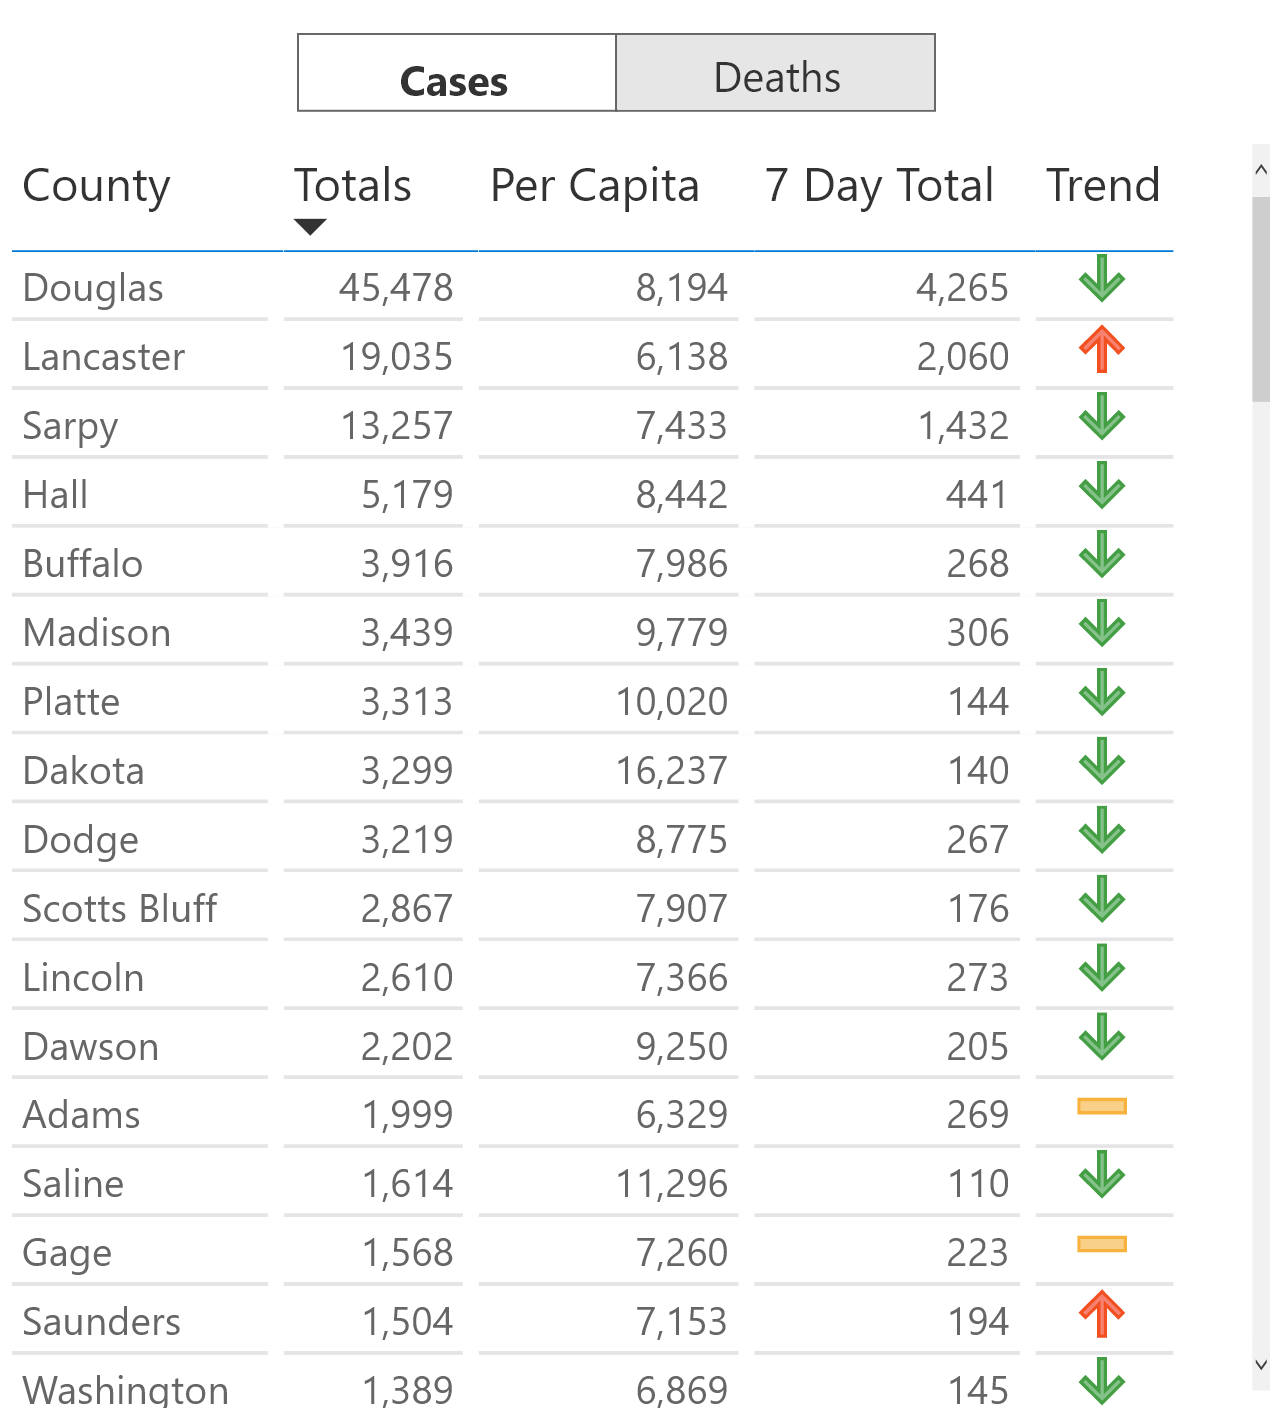 Cases Deaths
County Totals Per Capita 7 Day Total Trend
Douglas 45,478 8,194 4,265
Lancaster 19,035 6,138 2,060
Sarpy 13,257 7,433 1,432
Hall 5,179 8,442 441
Buffalo 3,916 7,986 268
Madison 3,439 9,779 306
Platte 3,313 10,020 144
Dakota 3,299 16,237 140
Dodge 3,219 8,775 267
Scotts Bluff 2,867 7,907 176
Lincoln 2,610 7,366 273
Dawson 2,202 9,250 205
Adams 1,999 6,329 269
Saline 1,614 11,296 110
Gage 1,568 7,260 223
Saunders 1,504 7,153 194
Washington 1,389 6,869 145